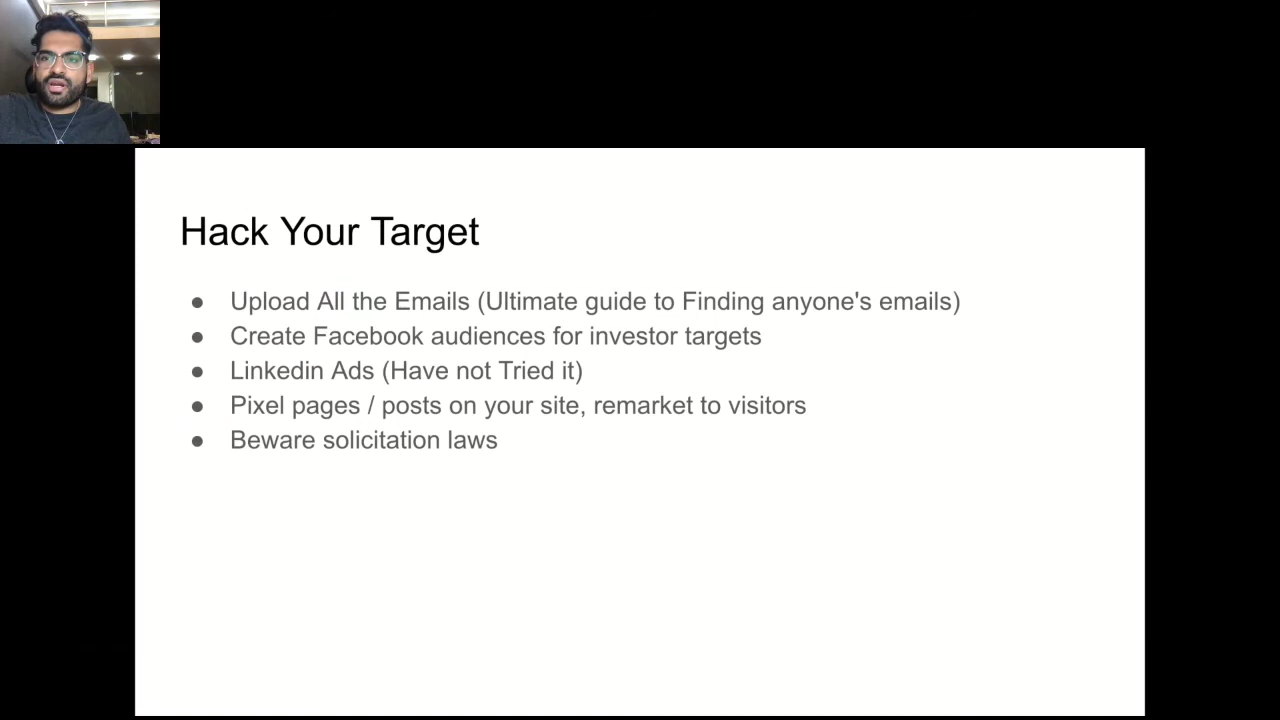 Hack Your Target
● Upload All the Emails (Ultimate guide to Finding anyone's emails)
● Create Facebook audiences for investor targets
● Linkedin Ads (Have not Tried it)
● Pixel pages / posts on your site, remarket to visitors
● Beware solicitation laws